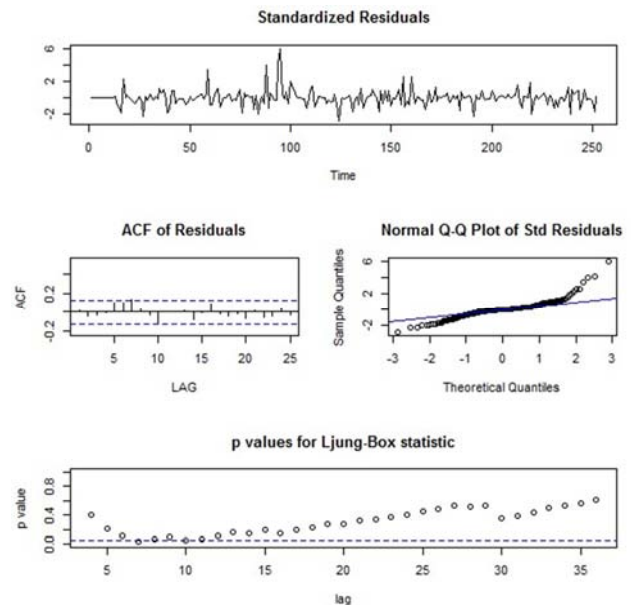 Standardized Residuals
6
2
-2
0 50 100 150 200 250
Time
ACF of Residuals
ACF
0.2
-0.2
5 10 15 20 25
LAG
Normal Q-Q Plot of Std Residuals
Sample Quantiles
6
2
-2
-3 -2 -1 0 1 2 3
Theoretical Quantiles
p values for Ljung-Box statistic
p value
0.8
0.4
0.0
5 10 15 20 25 30 35
lag